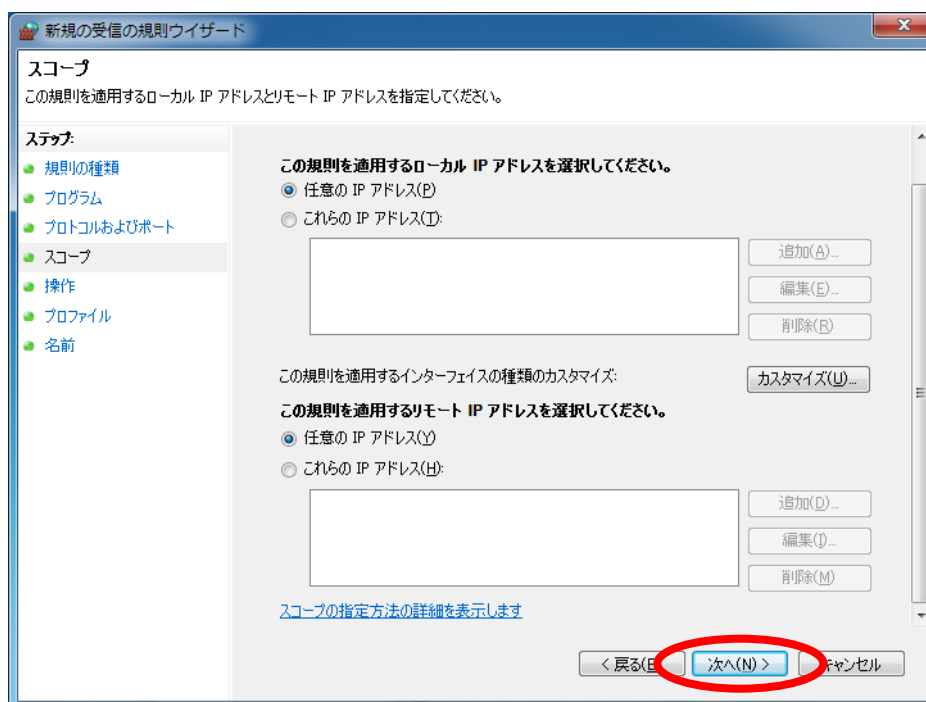 新規の受信の規則ウィザード
スコープ
この規則を適用するローカル IP アドレスとリモート IP アドレスを指定してください。
ステップ:
規則の種類
プログラム
プロトコルおよびポート
スコープ
操作
プロファイル
名前
この規則を適用するローカル IP アドレスを選択してください。
任意の IP アドレス(P)
これらの IP アドレス(T):
追加(A)...
編集(E)...
削除(R)
この規則を適用するインターフェイスの種類のカスタマイズ:
カスタマイズ(U)...
この規則を適用するリモート IP アドレスを選択してください。
任意の IP アドレス(Y)
これらの IP アドレス(H):
追加(D)...
編集(I)...
削除(M)
スコープの指定方法の詳細を表示します
< 戻る(
次へ(N) >
ャンセル